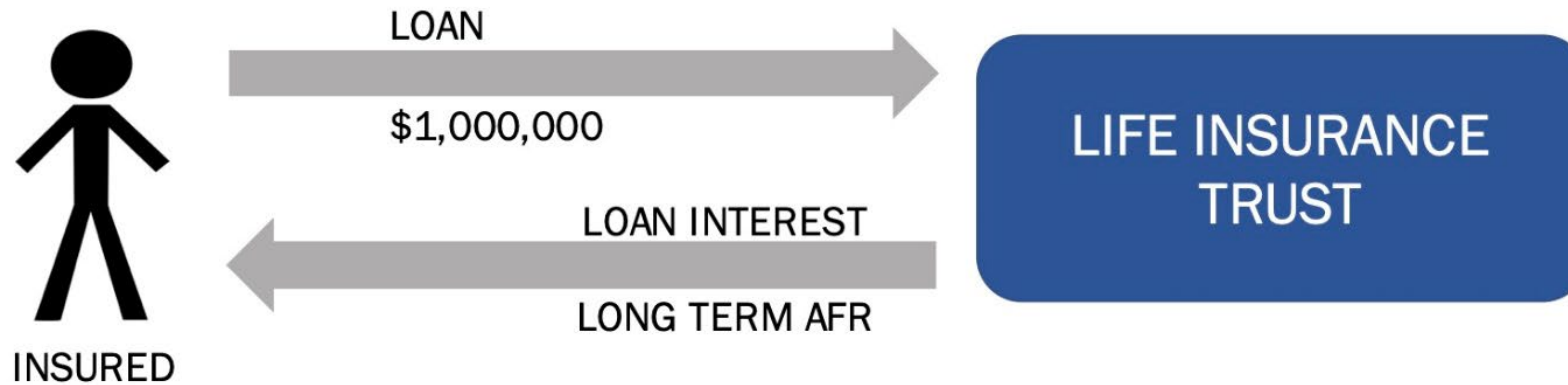 LOAN
$1,000,000
LIFE INSURANCE
TRUST
LOAN INTEREST
LONG TERM AFR
INSURED